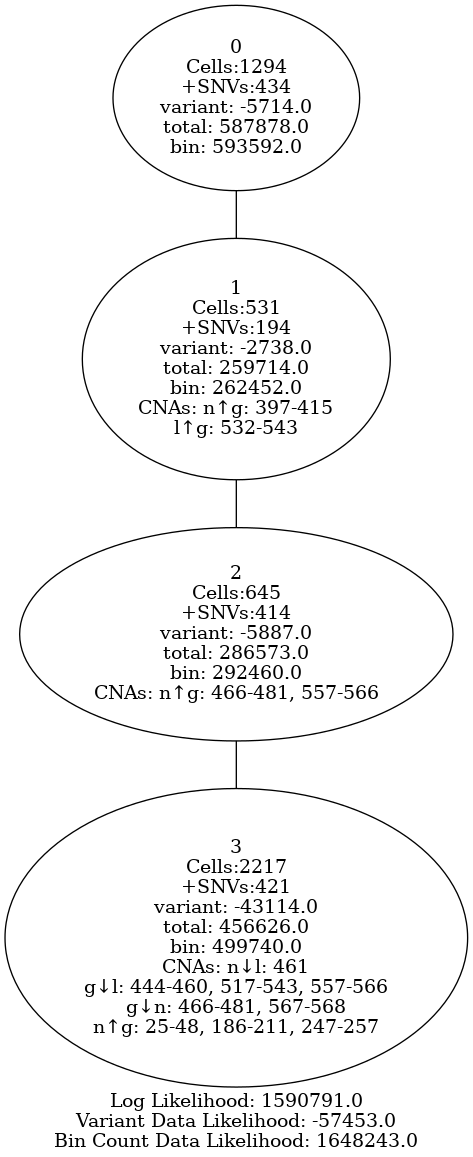 0
Cells:1294
+SNVs:434
variant: -5714.0
total: 587878.0
bin: 593592.0
1
Cells:531
+SNVs:194
variant: -2738.0
total: 259714.0
bin: 262452.0
CNAs: n↑g: 397-415
l↑g: 532-543
2
Cells:645
+SNVs:414
variant: -5887.0
total: 286573.0
bin: 292460.0
CNAs: n↑g: 466-481, 557-566
3
Cells:2217
+SNVs:421
variant: -43114.0
total: 456626.0
bin: 499740.0
CNAs: n↓l: 461
g↓l: 444-460, 517-543, 557-566
g↓n: 466-481, 567-568
n↑g: 25-48, 186-211, 247-257
Log Likelihood: 1590791.0
Variant Data Likelihood: -57453.0
Bin Count Data Likelihood: 1648243.0